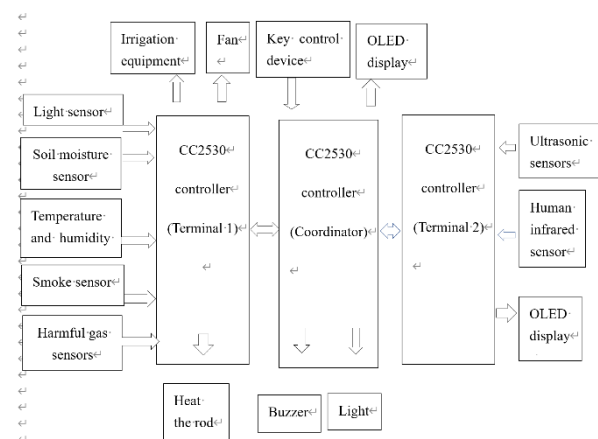 Irrigation
equipment
Fan
Key control
device
OLED
display
Light sensor
Soil moisture
sensor
Temperature
and humidity
Smoke sensor
Harmful gas
sensors
CC2530
controller
(Terminal 1)
CC2530
controller
(Coordinator)
CC2530
controller
(Terminal 2)
Ultrasonic
sensors
Human
infrared
sensor
OLED
display
Heat
the rod
Buzzer
Light